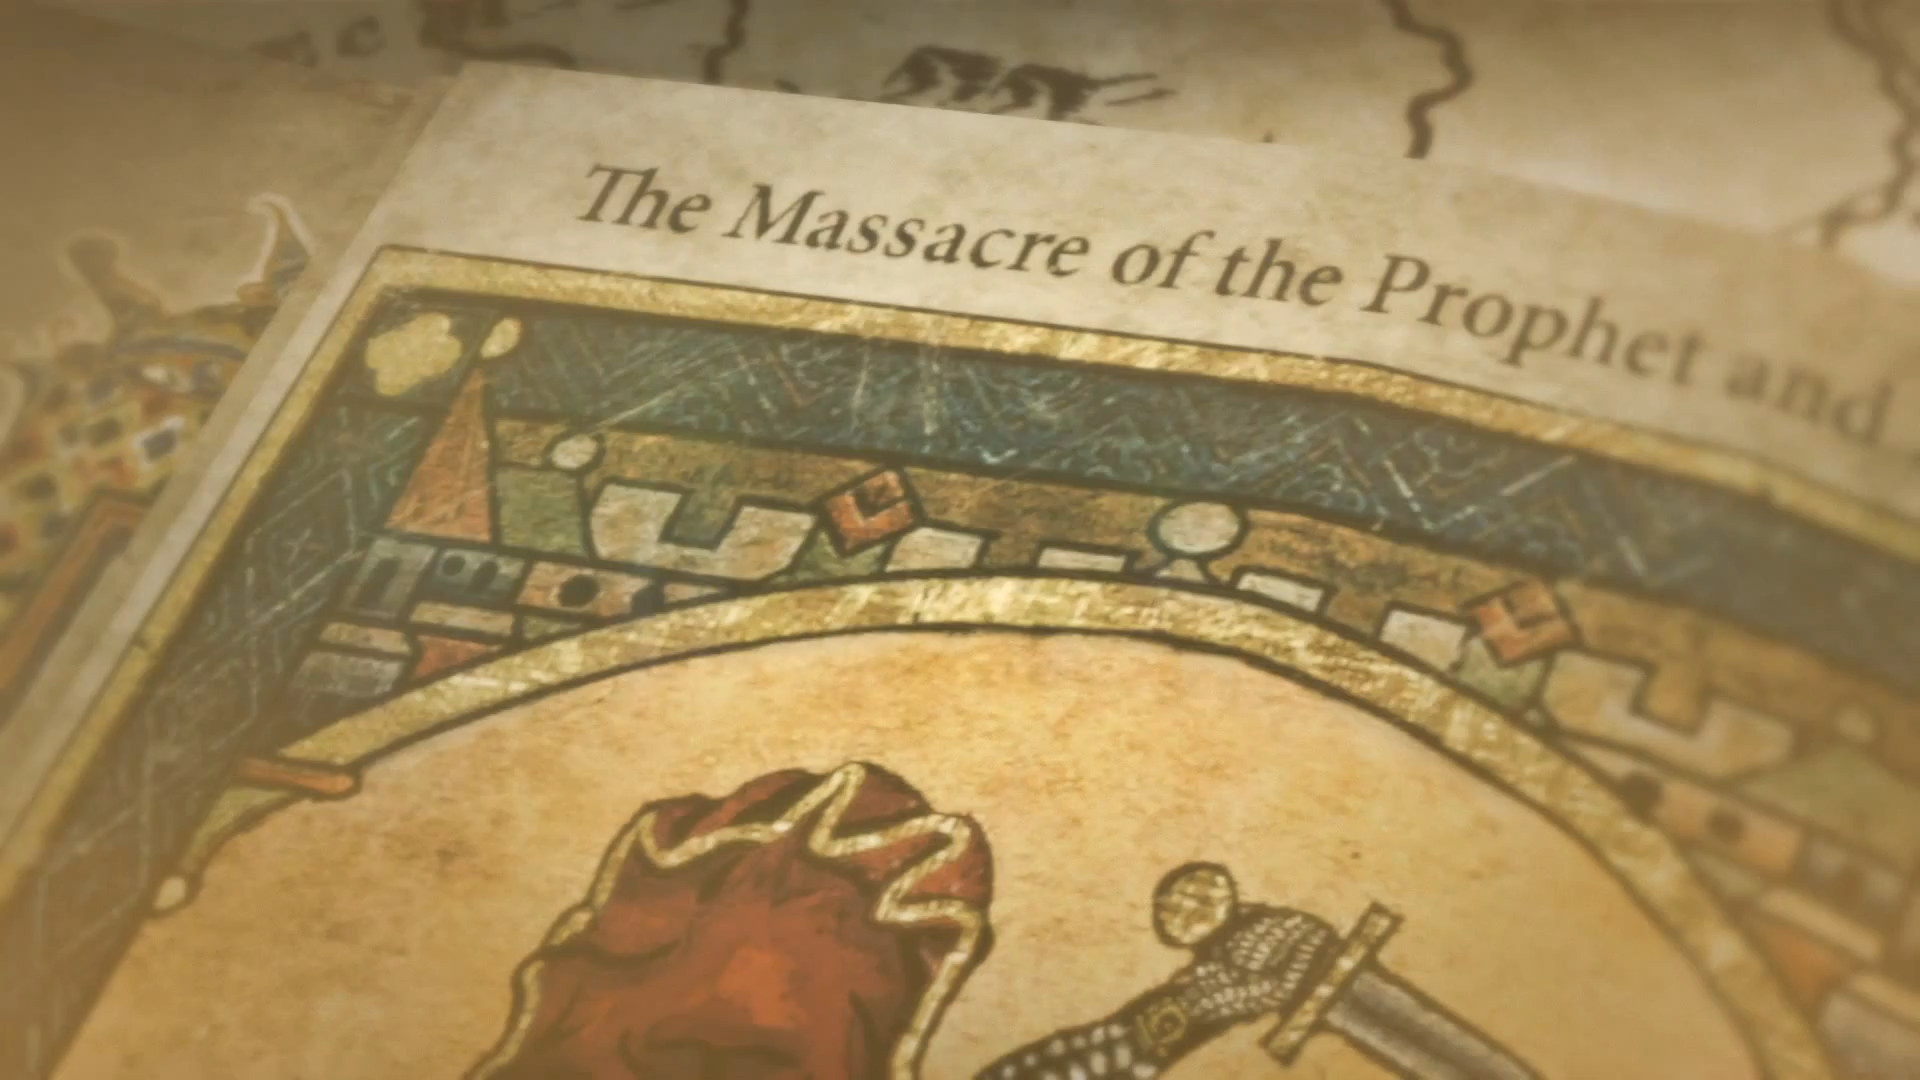 The Massacre of the Prophet and